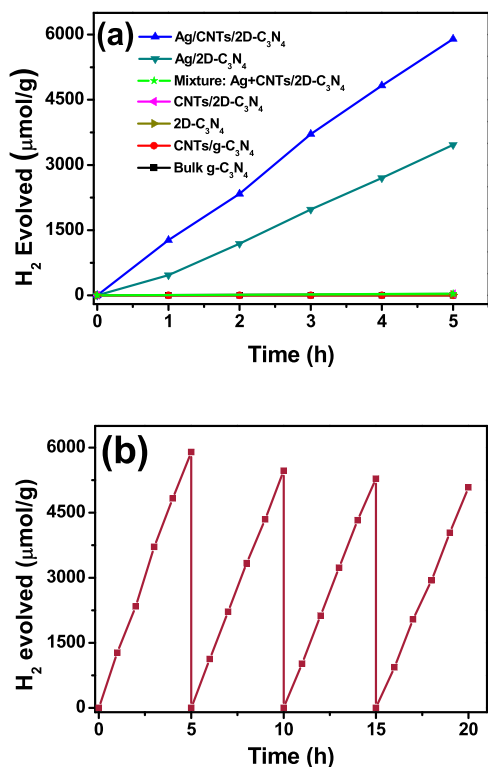 (a)
Ag/CNTs/2D-C₃N₄
Ag/2D-C₃N₄
Mixture: Ag+CNTs/2D-C₃N₄
CNTs/2D-C₃N₄
2D-C₃N₄
CNTs/g-C₃N₄
Bulk g-C₃N₄
H₂ Evolved (μmol/g)
6000
4500
3000
1500
0
0 1 2 3 4 5
Time (h)
(b)
H₂ evolved (μmol/g)
6000
4500
3000
1500
0
0 5 10 15 20
Time (h)